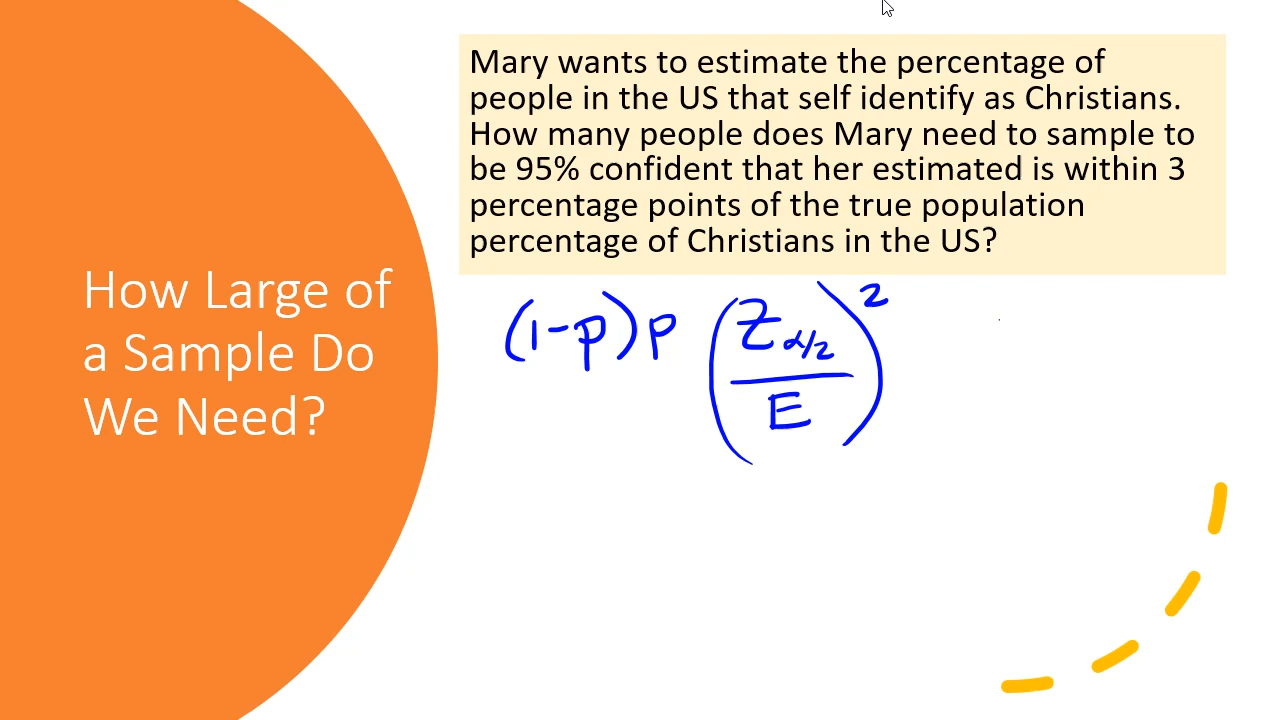 How Large of
a Sample Do
We Need?
Mary wants to estimate the percentage of
people in the US that self identify as Christians.
How many people does Mary need to sample to
be 95% confident that her estimated is within 3
percentage points of the true population
percentage of Christians in the US?
(1-p)p (Z_{α/2}/E)^2